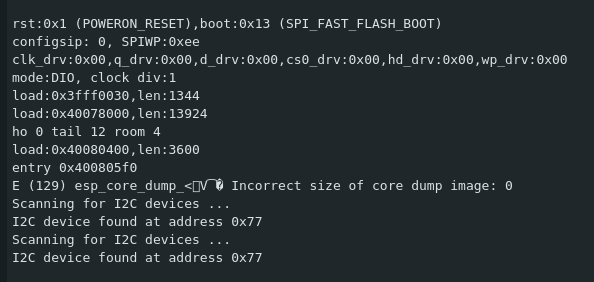 rst:0x1 (POWERON_RESET),boot:0x13 (SPI_FAST_FLASH_BOOT)
configsip: 0, SPIWP:0xee
clk_drv:0x00,q_drv:0x00,d_drv:0x00,cs0_drv:0x00,hd_drv:0x00,wp_drv:0x00
mode:DIO, clock div:1
load:0x3fff0030,len:1344
load:0x40078000,len:13924
ho 0 tail 12 room 4
load:0x40080400,len:3600
entry 0x400805f0
E (129) esp_core_dump_ Incorrect size of core dump image: 0
Scanning for I2C devices ...
I2C device found at address 0x77
Scanning for I2C devices ...
I2C device found at address 0x77